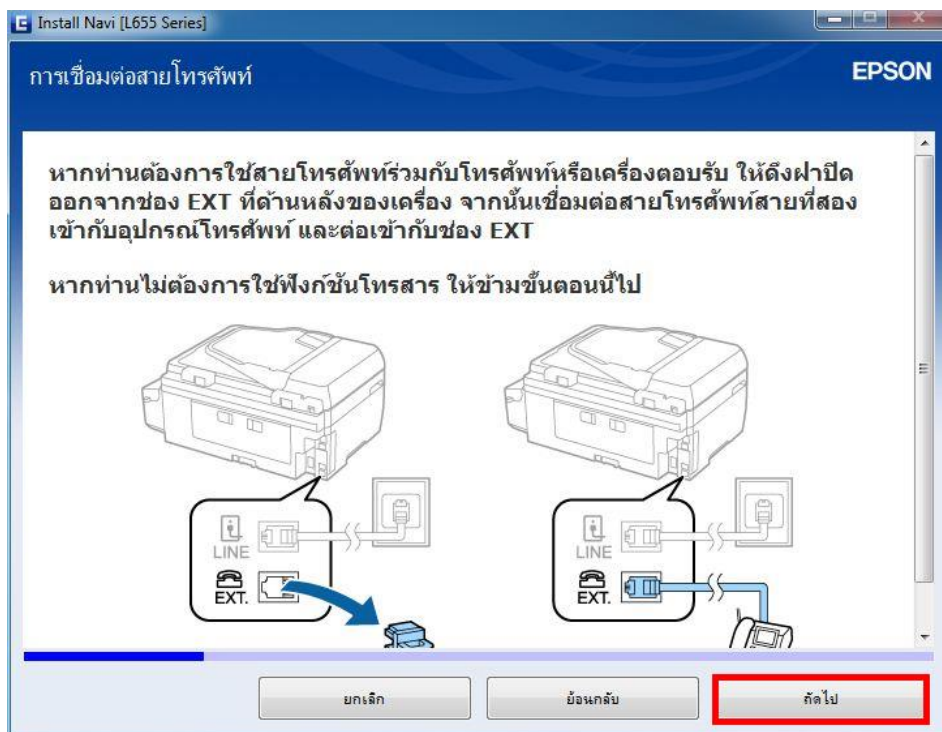 Install Navi [L655 Series]
การเชื่อมต่อสายโทรศัพท์
EPSON
หากท่านต้องการใช้สายโทรศัพท์ร่วมกับโทรศัพท์หรือเครื่องตอบรับ ให้ดึงฝาปิด
ออกจากช่อง EXT ที่ด้านหลังของเครื่อง จากนั้นเชื่อมต่อสายโทรศัพท์สายที่สอง
เข้ากับอุปกรณ์โทรศัพท์ และต่อเข้ากับช่อง EXT
หากท่านไม่ต้องการใช้ฟังก์ชันโทรสาร ให้ข้ามขั้นตอนนี้ไป
LINE
EXT.
LINE
EXT.
ยกเลิก
ย้อนกลับ
ถัดไป